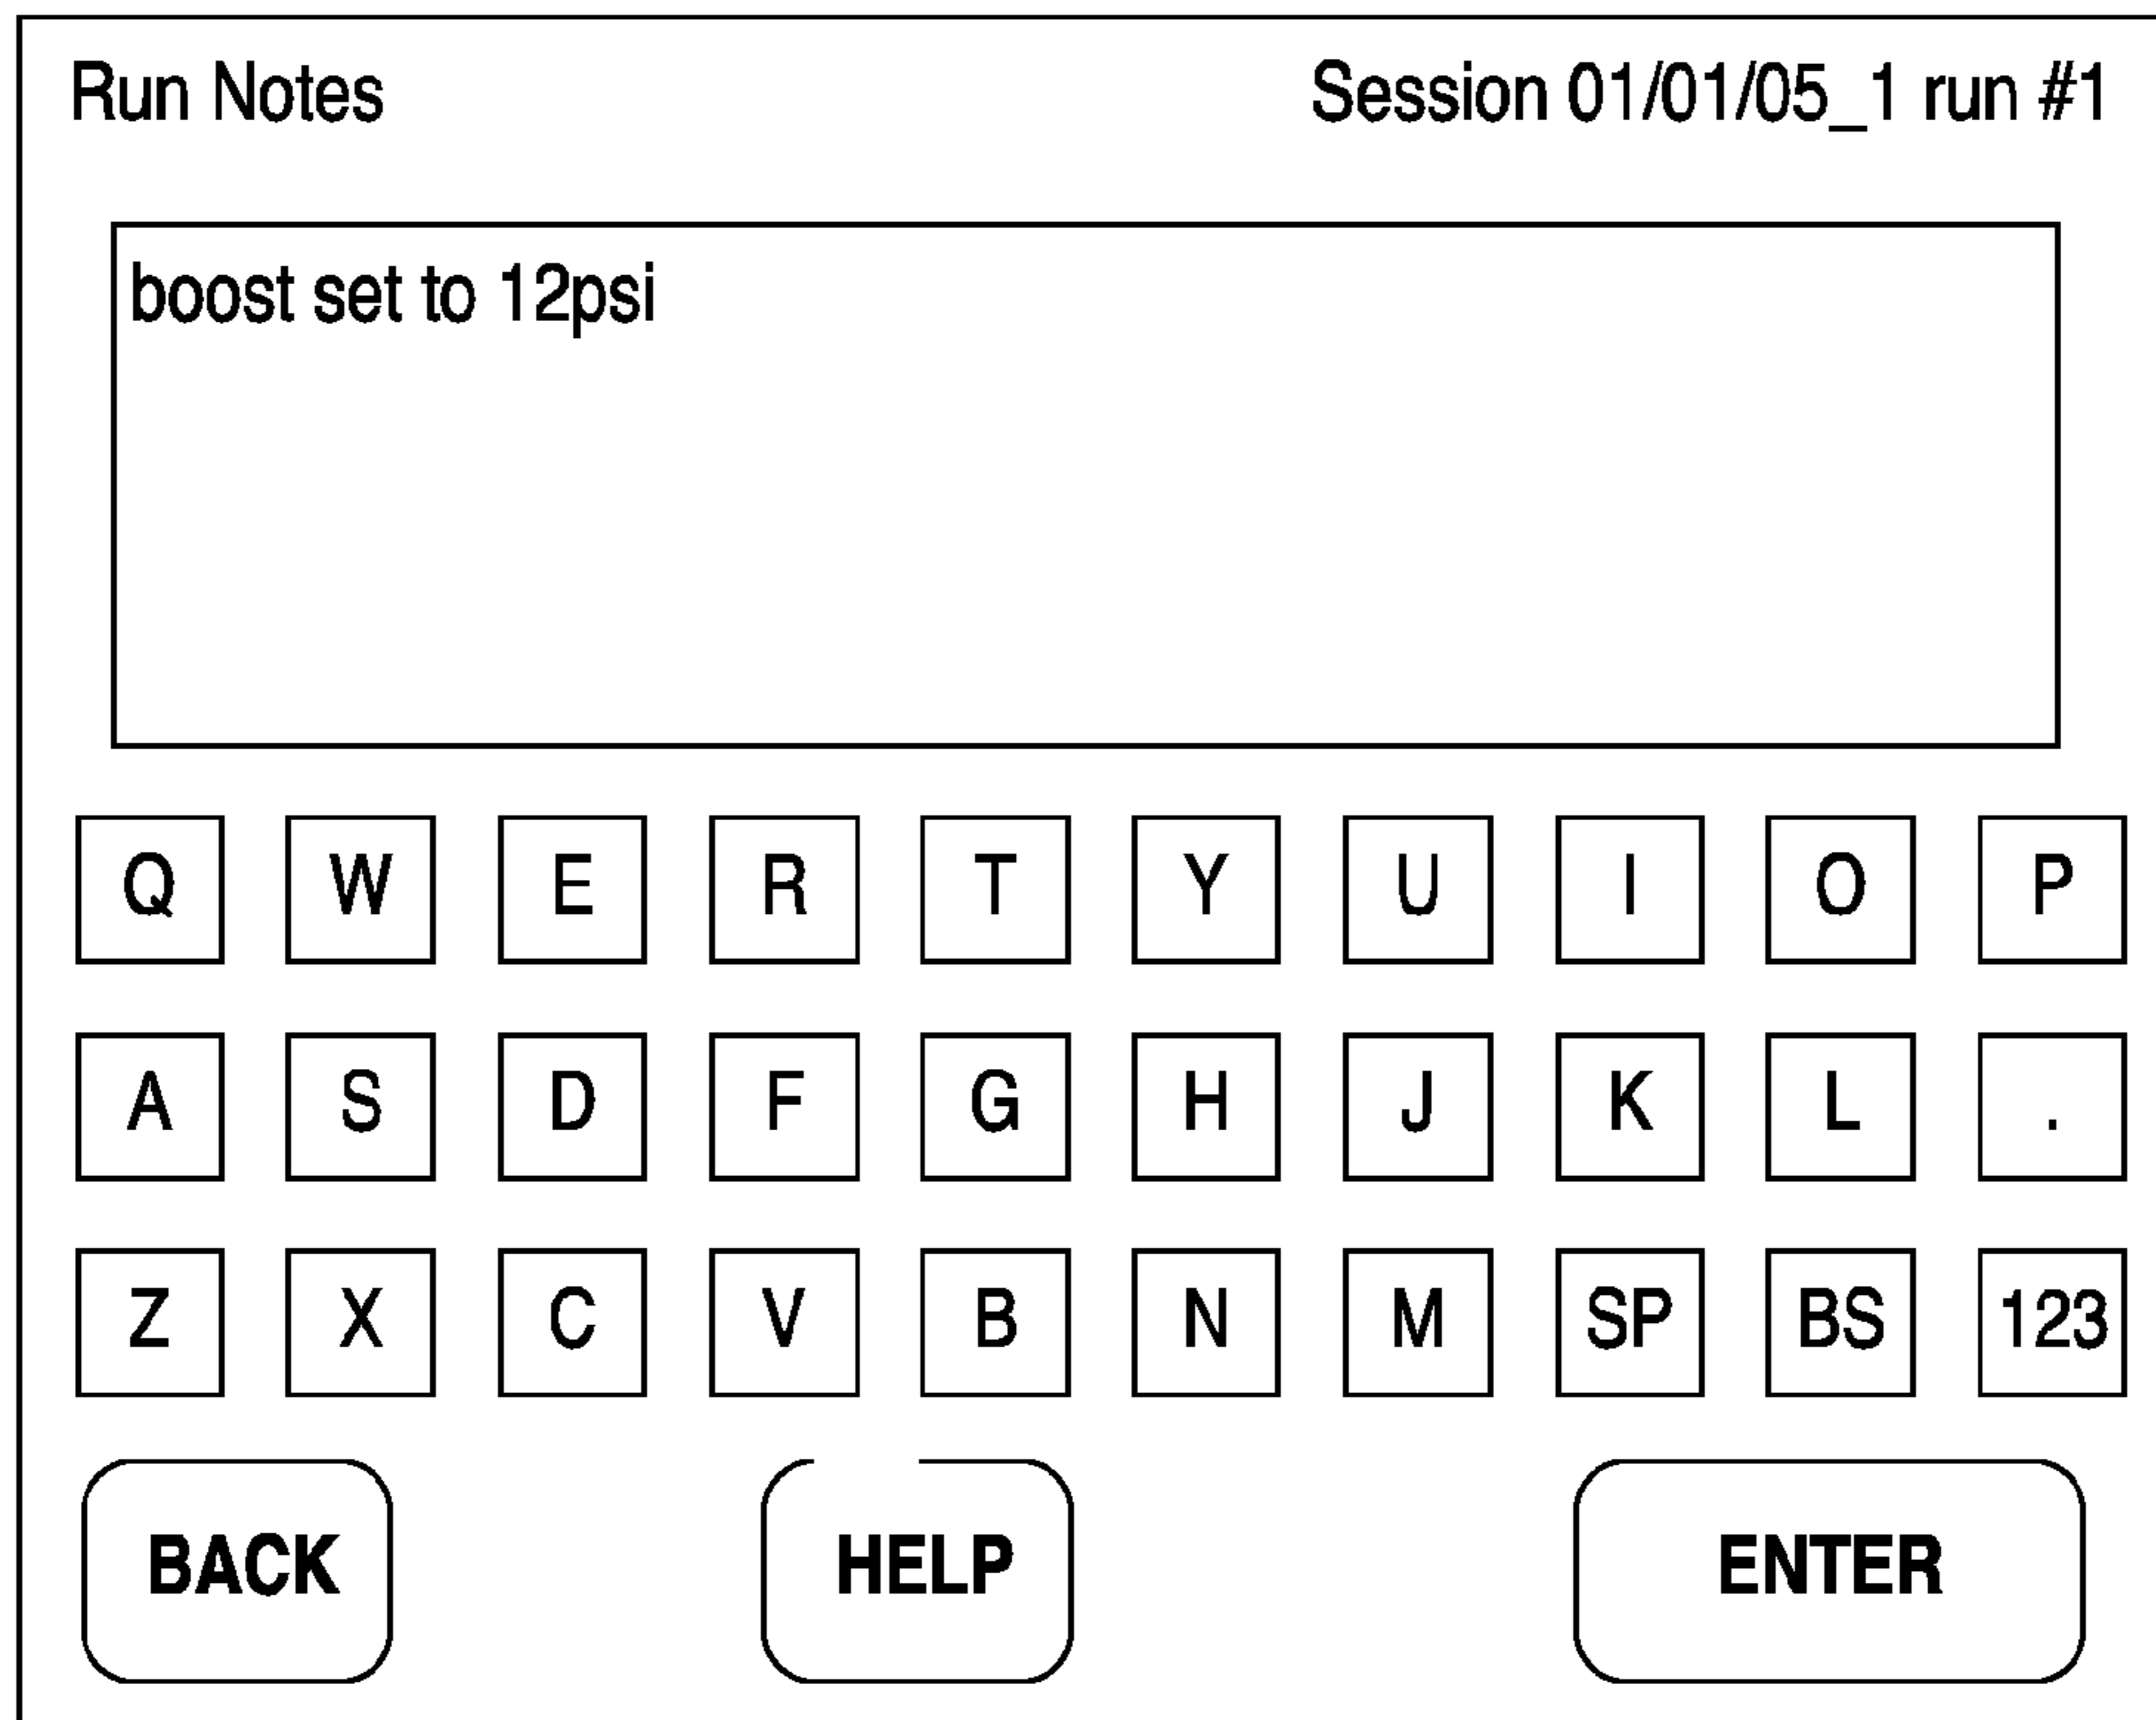 Run Notes Session 01/01/05_1 run #1
boost set to 12psi
Q W E R T Y U I O P
A S D F G H J K L .
Z X C V B N M SP BS 123
BACK HELP ENTER